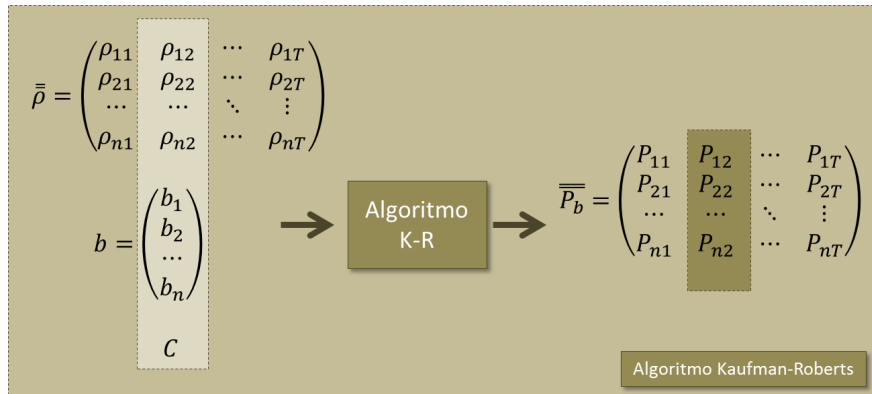 ρ̿ = (ρ₁₁ ρ₁₂ ⋯ ρ₁T
ρ₂₁ ρ₂₂ ⋯ ρ₂T
⋯ ⋯ ⋱ ⋮
ρₙ₁ ρₙ₂ ⋯ ρₙT)
b = (b₁
b₂
⋯
bₙ)
C
Algoritmo
K-R
P̿_b = (P₁₁ P₁₂ ⋯ P₁T
P₂₁ P₂₂ ⋯ P₂T
⋯ ⋯ ⋱ ⋮
Pₙ₁ Pₙ₂ ⋯ PₙT)
Algoritmo Kaufman-Roberts